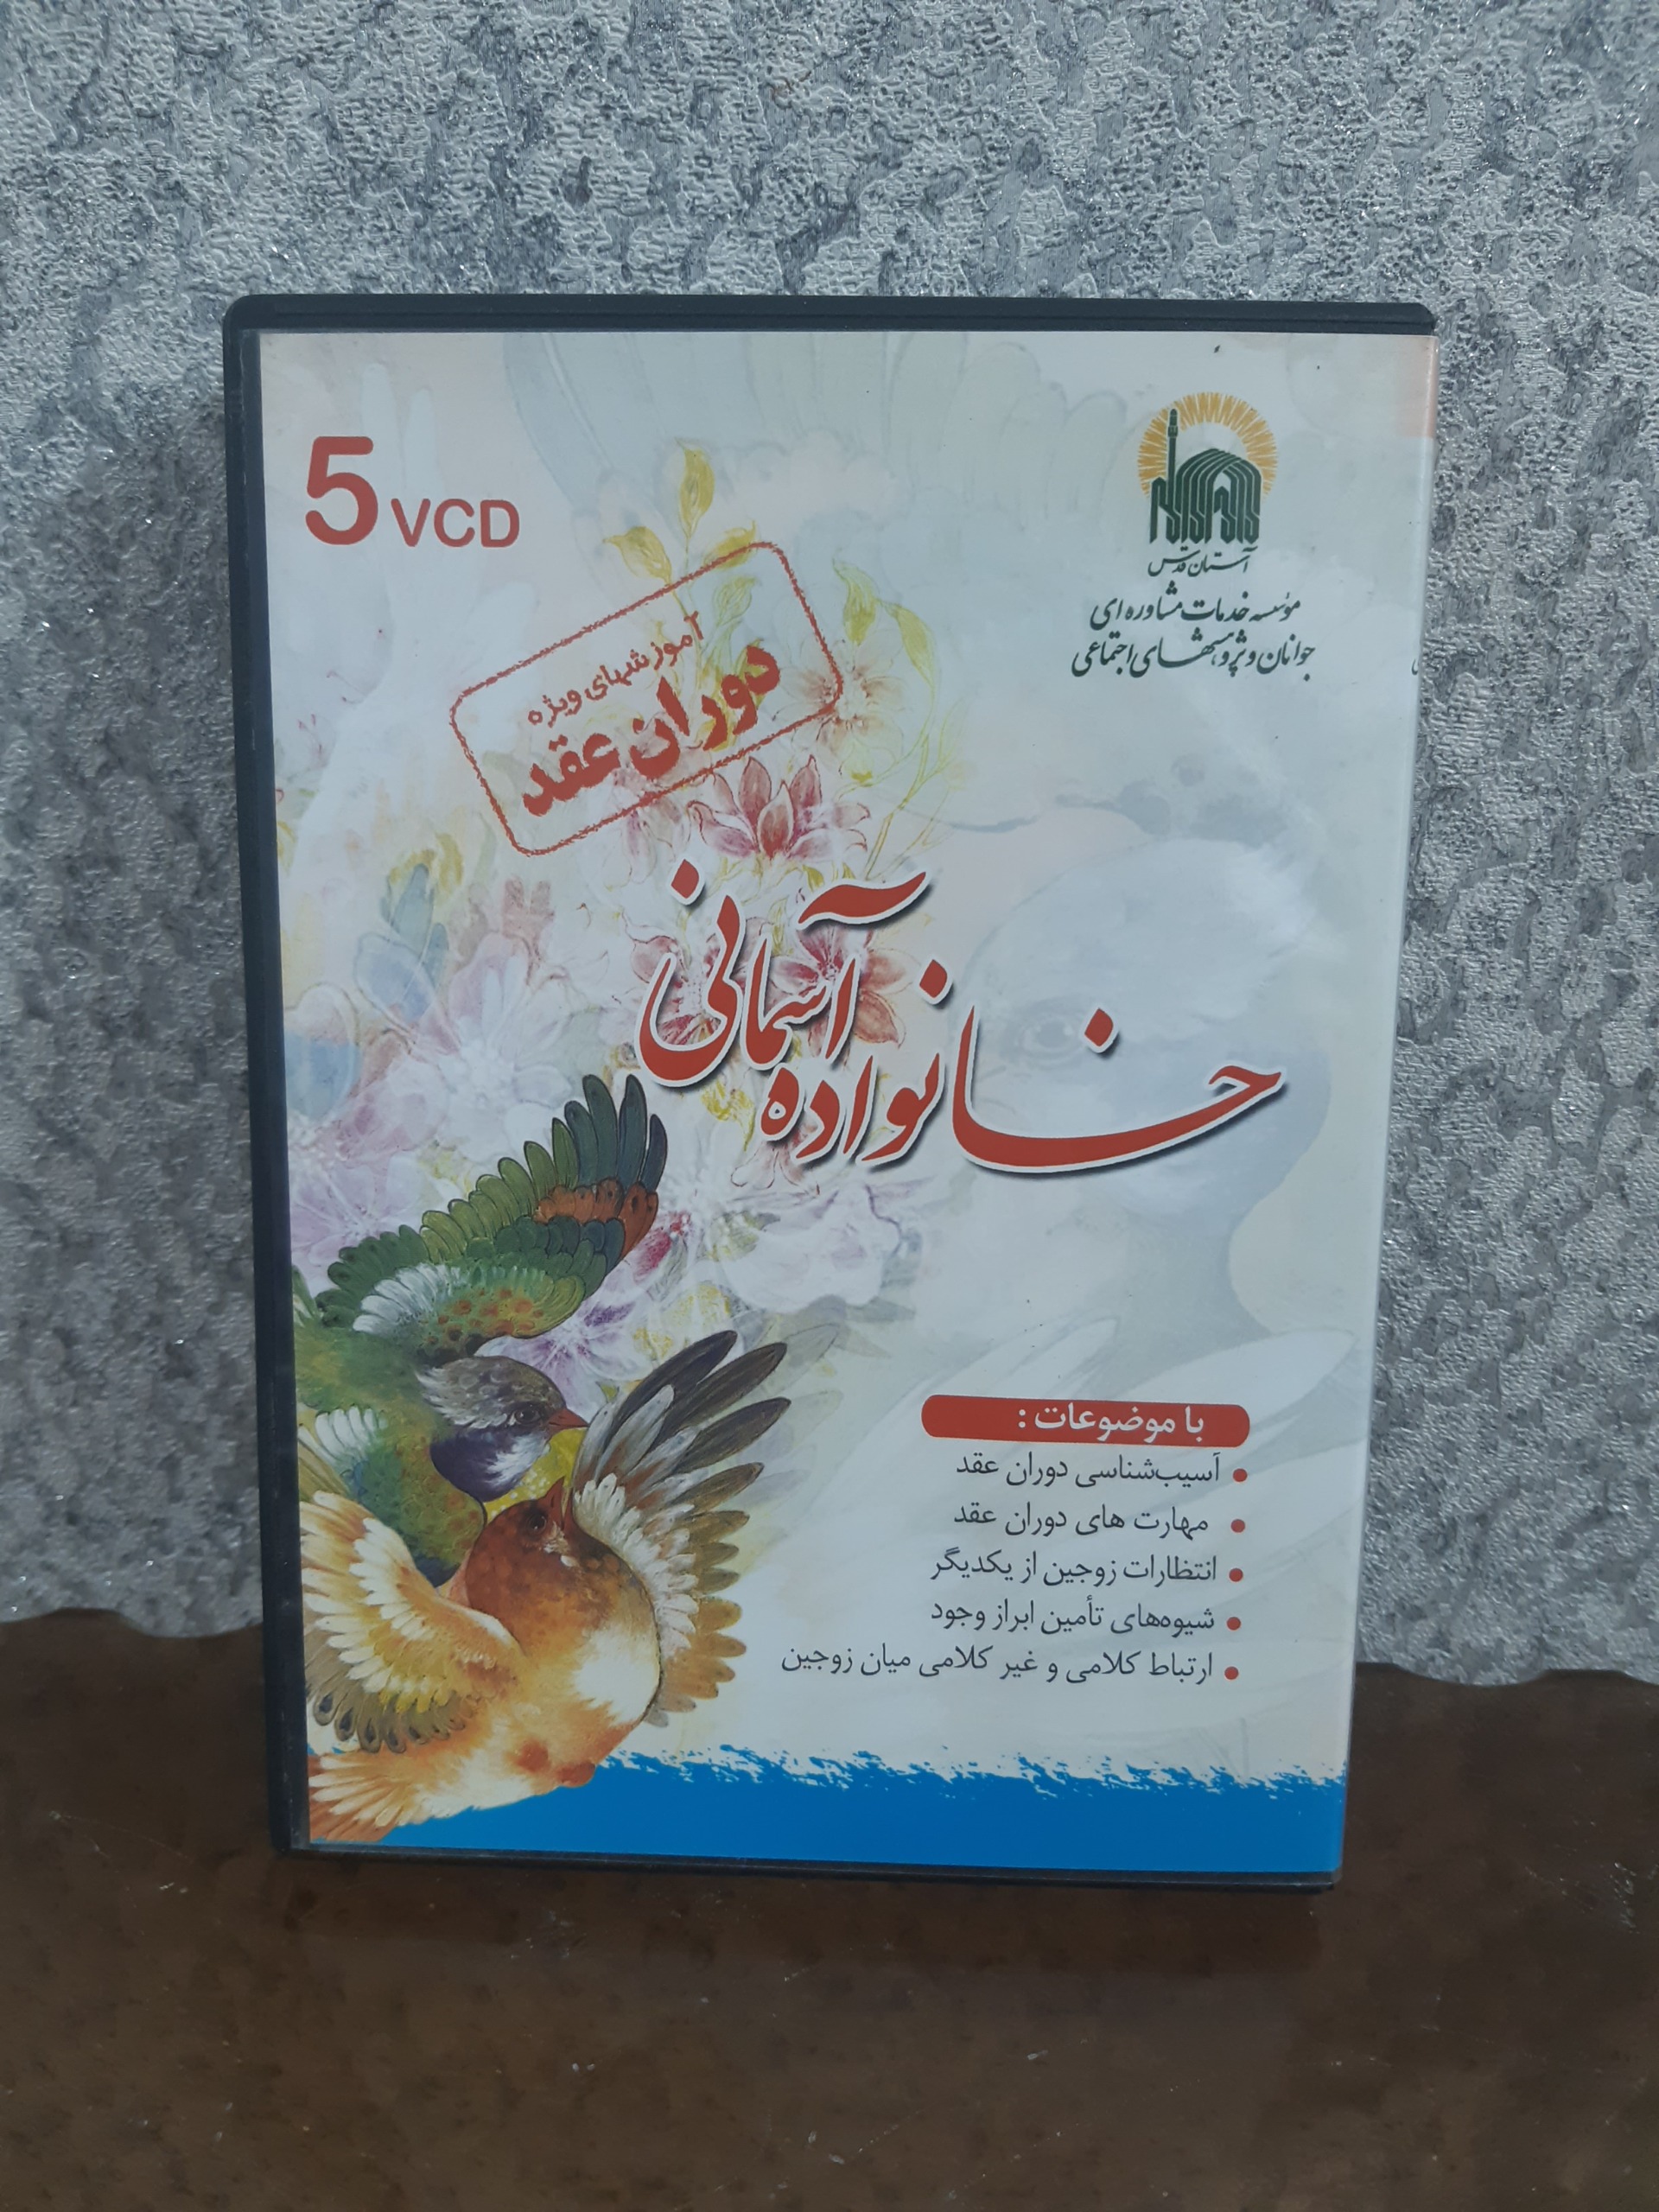 5 VCD
آستان قدس
مؤسسه خدمات مشاوره ای
جوانان و پژوهشهای اجتماعی
آموزشهای ویژه
دوران عقد
خانواده آسمانی
با موضوعات :
• آسیب‌شناسی دوران عقد
• مهارت های دوران عقد
• انتظارات زوجین از یکدیگر
• شیوه‌های تأمین ابراز وجود
• ارتباط کلامی و غیر کلامی میان زوجین